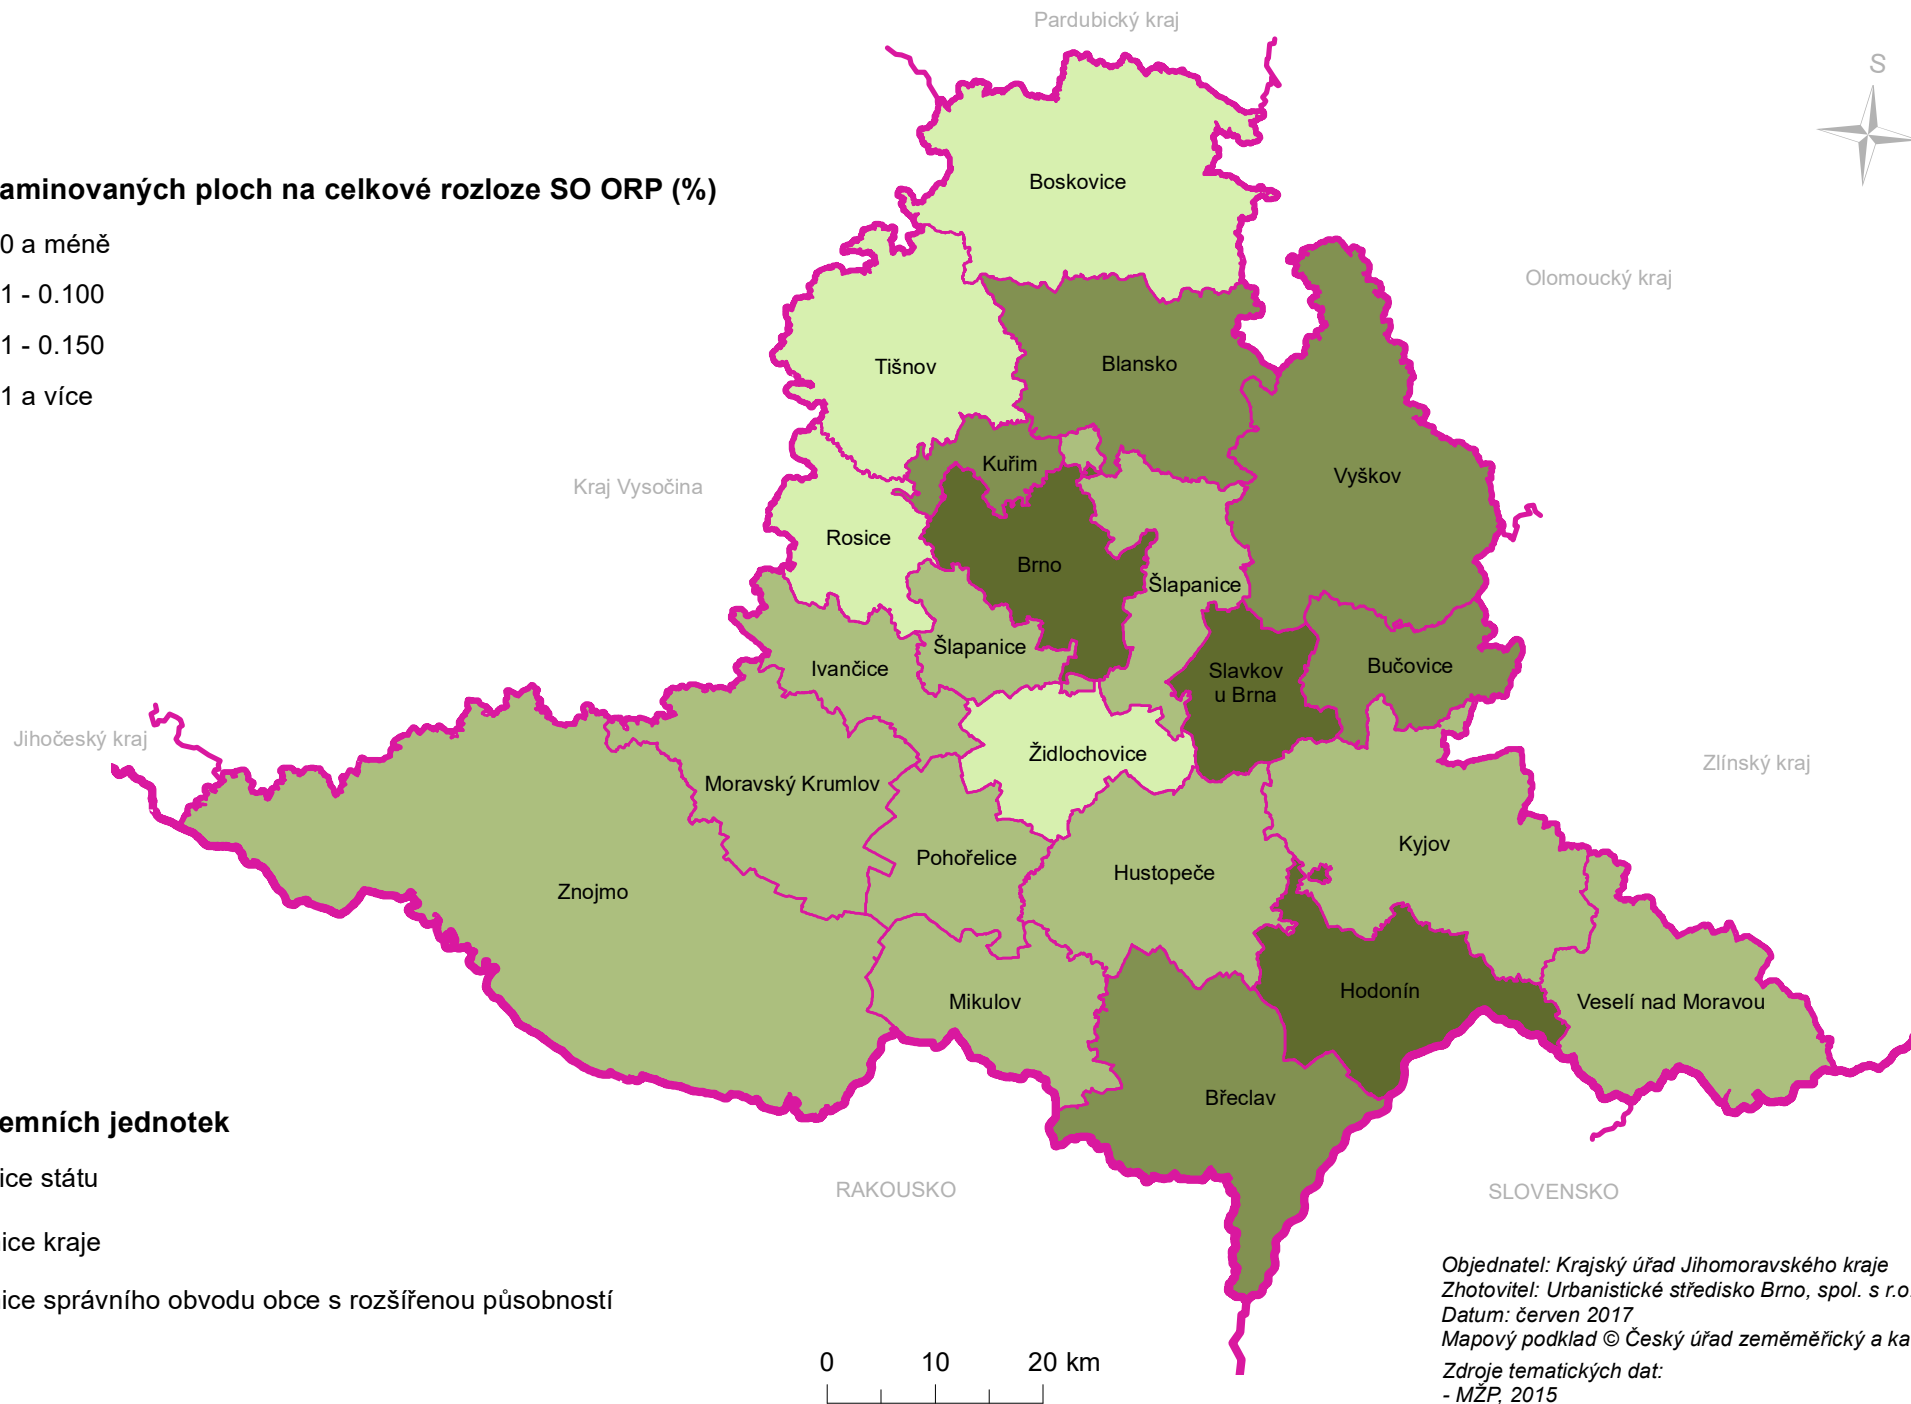 Pardubický kraj
S
aminovaných ploch na celkové rozloze SO ORP (%)
0 a méně
1 - 0.100
1 - 0.150
1 a více
Boskovice
Olomoucký kraj
Tišnov
Blansko
Kuřim
Vyškov
Kraj Vysočina
Rosice
Brno
Šlapanice
Šlapanice
Ivančice
Slavkov
u Brna
Bučovice
Jihočeský kraj
Židlochovice
Zlínský kraj
Moravský Krumlov
Pohořelice
Hustopeče
Kyjov
Znojmo
Mikulov
Hodonín
Veselí nad Moravou
Břeclav
emních jednotek
ice státu
ice kraje
ice správního obvodu obce s rozšířenou působností
RAKOUSKO
SLOVENSKO
0 10 20 km
Objednatel: Krajský úřad Jihomoravského kraje
Zhotovitel: Urbanistické středisko Brno, spol. s r.o.
Datum: červen 2017
Mapový podklad © Český úřad zeměměřický a ka
Zdroje tematických dat:
- MŽP, 2015